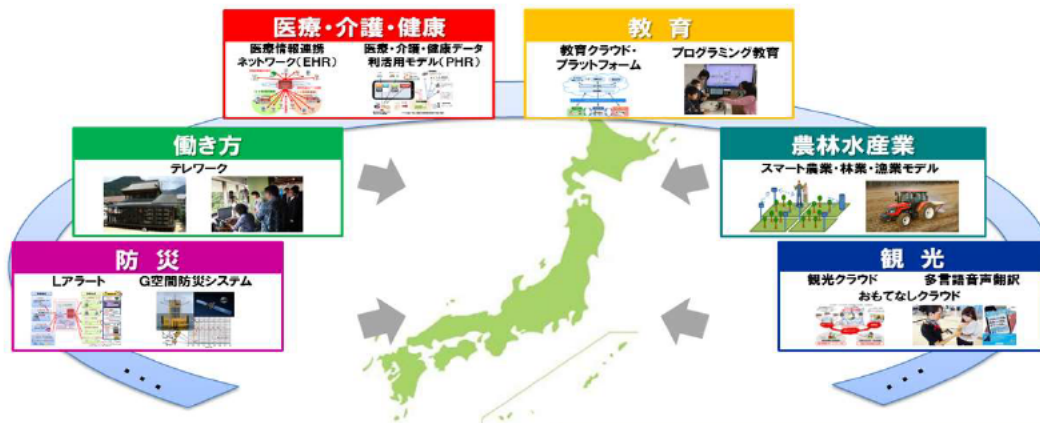 医療・介護・健康
医療情報連携
ネットワーク(EHR)
医療・介護・健康データ
利活用モデル(PHR)
教 育
教育クラウド・
プラットフォーム
プログラミング教育
働き方
テレワーク
農林水産業
スマート農業・林業・漁業モデル
防 災
Lアラート
G空間防災システム
観 光
観光クラウド
多言語音声翻訳
おもてなしクラウド
・・・
・・・